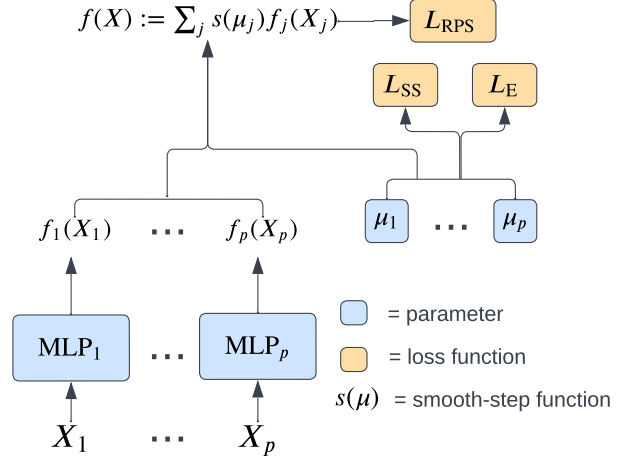 f(X) := ∑_j s(μ_j)f_j(X_j)
L_RPS
L_SS
L_E
f_1(X_1) ... f_p(X_p)
μ_1 ... μ_p
MLP_1 ... MLP_p
X_1 ... X_p
= parameter
= loss function
s(μ) = smooth-step function